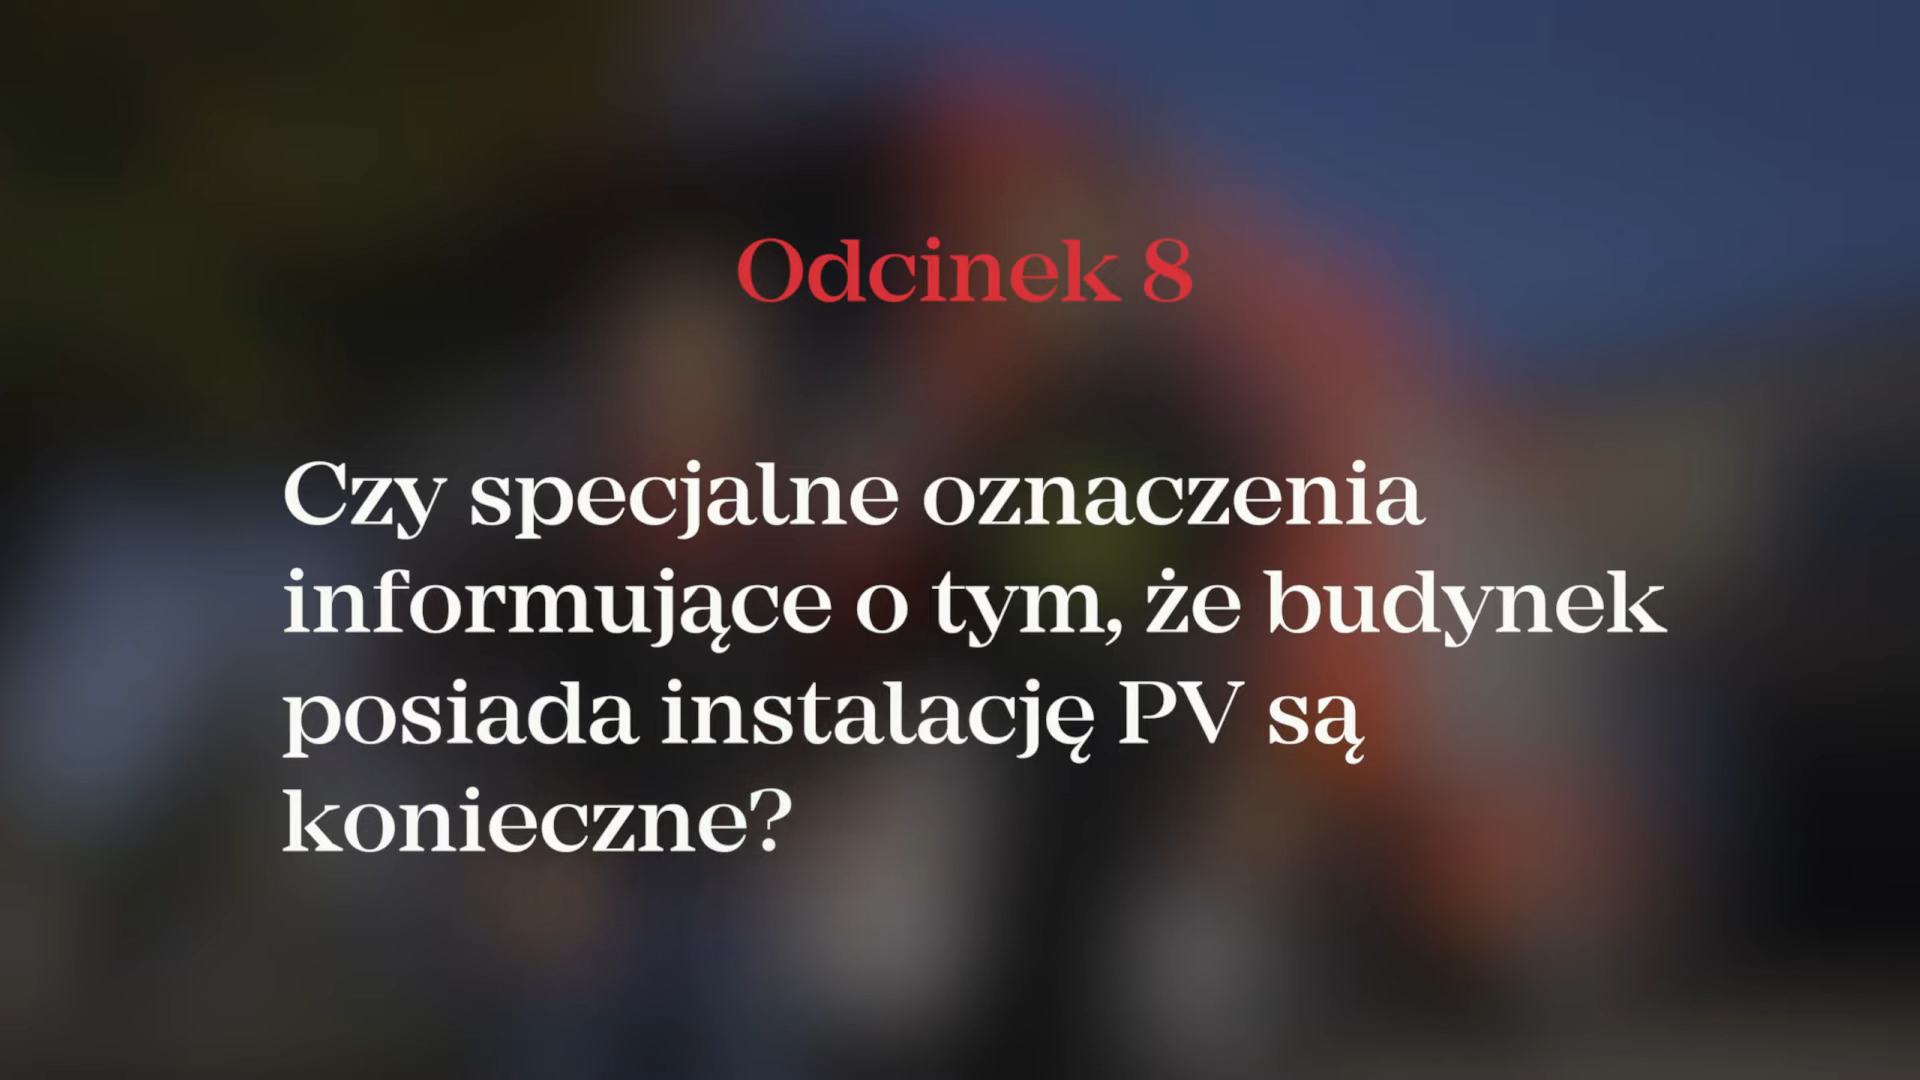 Odcinek 8
Czy specjalne oznaczenia
informujące o tym, że budynek
posiada instalację PV są
konieczne?